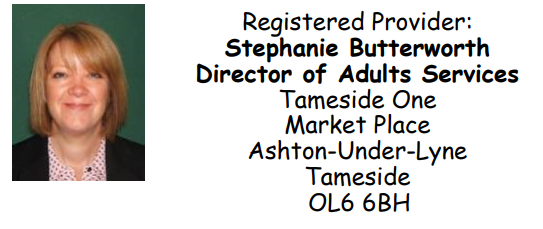 Registered Provider:
Stephanie Butterworth
Director of Adults Services
Tameside One
Market Place
Ashton-Under-Lyne
Tameside
OL6 6BH